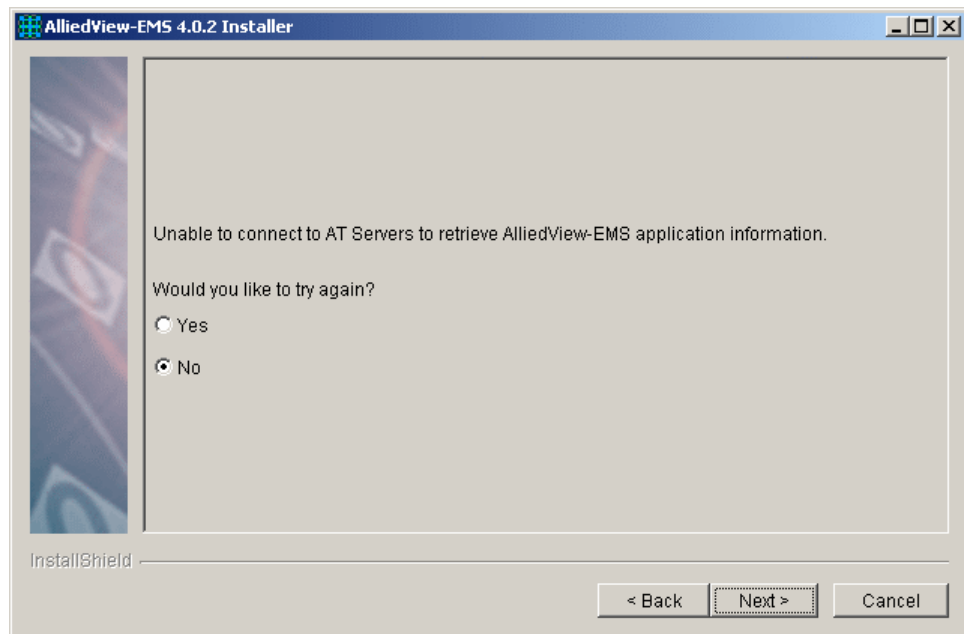 AlliedView-EMS 4.0.2 Installer
Unable to connect to AT Servers to retrieve AlliedView-EMS application information.
Would you like to try again?
Yes
No
InstallShield
< Back Next > Cancel